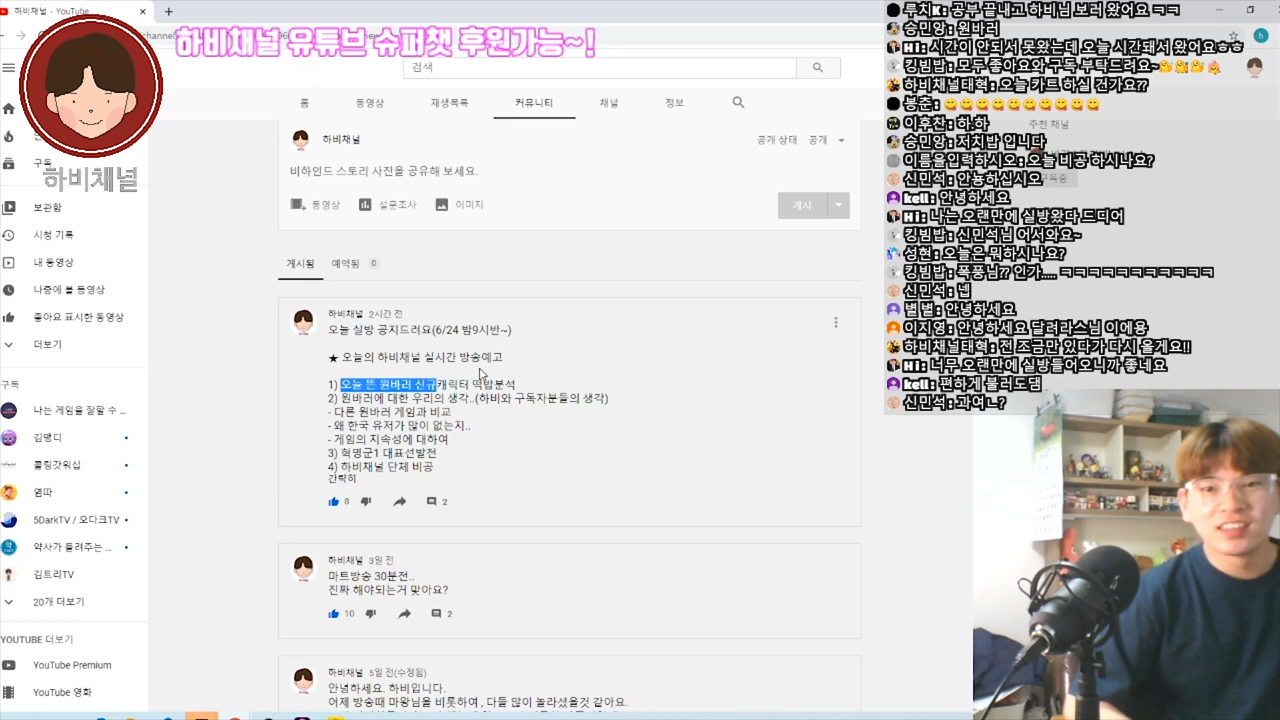 하비채널 - YouTube
하비채널 유튜브 슈퍼챗 후원가능~!
하비채널
검색
홈
동영상
재생목록
커뮤니티
채널
정보
구독
보관함
시청 기록
내 동영상
나중에 볼 동영상
좋아요 표시한 동영상
더보기
구독
나는 게임을 잘할 수 ...
김맹디
콜링갓워십
염따
5DarkTV / 오다크TV
약사가 들려주는 ...
김트리TV
20개 더보기
YOUTUBE 더보기
YouTube Premium
YouTube 영화
하비채널
공개 상태 공개
비하인드 스토리 사진을 공유해 보세요.
동영상 설문조사 이미지
게시
게시됨 예약됨 0
하비채널 2시간 전
오늘 실방 공지드려요(6/24 밤9시반~)
★ 오늘의 하비채널 실시간 방송예고
1) 오늘 뜬 원바러 신규캐릭터 떡밥분석
2) 원바러에 대한 우리의 생각..(하비와 구독자분들의 생각)
- 다른 원바러 게임과 비교
- 왜 한국 유저가 많이 없는지..
- 게임의 지속성에 대하여
3) 혁명군1 대표선발전
4) 하비채널 단체 비공
간략히
8 2
하비채널 3일 전
마트방송 30분전..
진짜 해야되는거 맞아요?
10 2
하비채널 5일 전(수정됨)
안녕하세요. 하비입니다.
어제 방송때 마왕님을 비롯하여, 다들 많이 놀라셨을것 같아요.
추천 채널
루치K: 공부 끝내고 하비님 보러 왔어요 ㅋㅋ
승민앙: 원바러
Hi: 시간이 안되서 못왔는데 오늘 시간돼서 왔어요ㅎㅎ
킹빔밥: 모두 좋아요와 구독 부탁드려요~🤗🤗🤗
하비채널태혁: 오늘 카트 하실 건가요??
봉춘: 😋😋😋😋😋😋😋😋😋😋
이후찬: 하.하
승민앙: 저치밥 입니다
이름을입력하시오: 오늘 비공 하시나요?
신민석: 안뇽하십시오
kell: 안녕하세요
Hi: 나는 오랜만에 실방왔다 드디어
킹빔밥: 신민석님 어서와요~
성현: 오늘은 뭐하시나요?
킹빔밥: 폭풍님?? 인가..... ㅋㅋㅋㅋㅋㅋㅋㅋㅋㅋㅋ
신민석: 넵
별별: 안녕하세요
이지영: 안녕하세요 달려라스님 이에용
하비채널태혁: 전 조금만 있다가 다시 올게요!!
Hi: 너무 오랜만에 실방들어오니까 좋네요
kell: 편하게 불러도댐
신민석: 과여ㄴ?